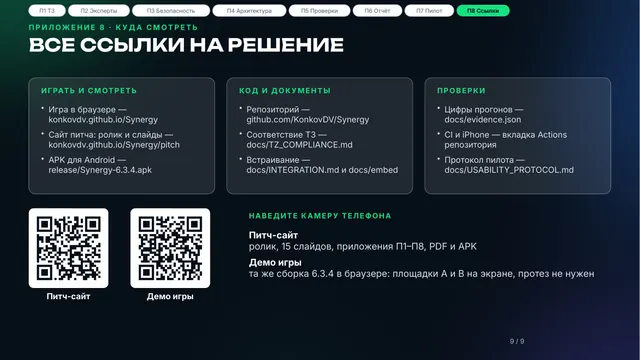 П1 ТЗ
П2 Эксперты
П3 Безопасность
П4 Архитектура
П5 Проверки
П6 Отчёт
П7 Пилот
П8 Ссылки
ПРИЛОЖЕНИЕ 8 · КУДА СМОТРЕТЬ
ВСЕ ССЫЛКИ НА РЕШЕНИЕ
ИГРАТЬ И СМОТРЕТЬ
• Игра в браузере —
konkovdv.github.io/Synergy
• Сайт питча: ролик и слайды —
konkovdv.github.io/Synergy/pitch
• APK для Android —
release/Synergy-6.3.4.apk
КОД И ДОКУМЕНТЫ
• Репозиторий —
github.com/KonkovDV/Synergy
• Соответствие ТЗ —
docs/TZ_COMPLIANCE.md
• Встраивание —
docs/INTEGRATION.md и docs/embed
ПРОВЕРКИ
• Цифры прогонов —
docs/evidence.json
• CI и iPhone — вкладка Actions
репозитория
• Протокол пилота —
docs/USABILITY_PROTOCOL.md
Питч-сайт
Демо игры
НАВЕДИТЕ КАМЕРУ ТЕЛЕФОНА
Питч-сайт
ролик, 15 слайдов, приложения П1–П8, PDF и APK
Демо игры
та же сборка 6.3.4 в браузере: площадки A и B на экране, протез не нужен
9 / 9